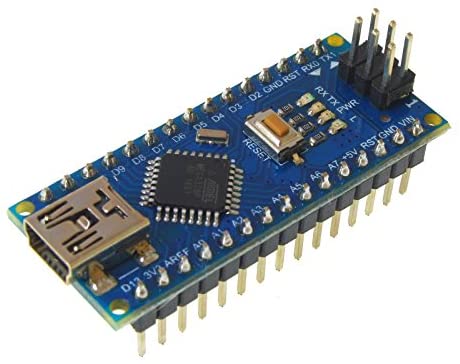 D9 D8 D7 D6 D5 D4 D3 D2 GND RST RX0 TX1
RX TX
PWR
L
1
RESET
D13 3V3 AREF A0 A1 A2 A3 A4 A5 A6 A7 +5V RST GND VIN